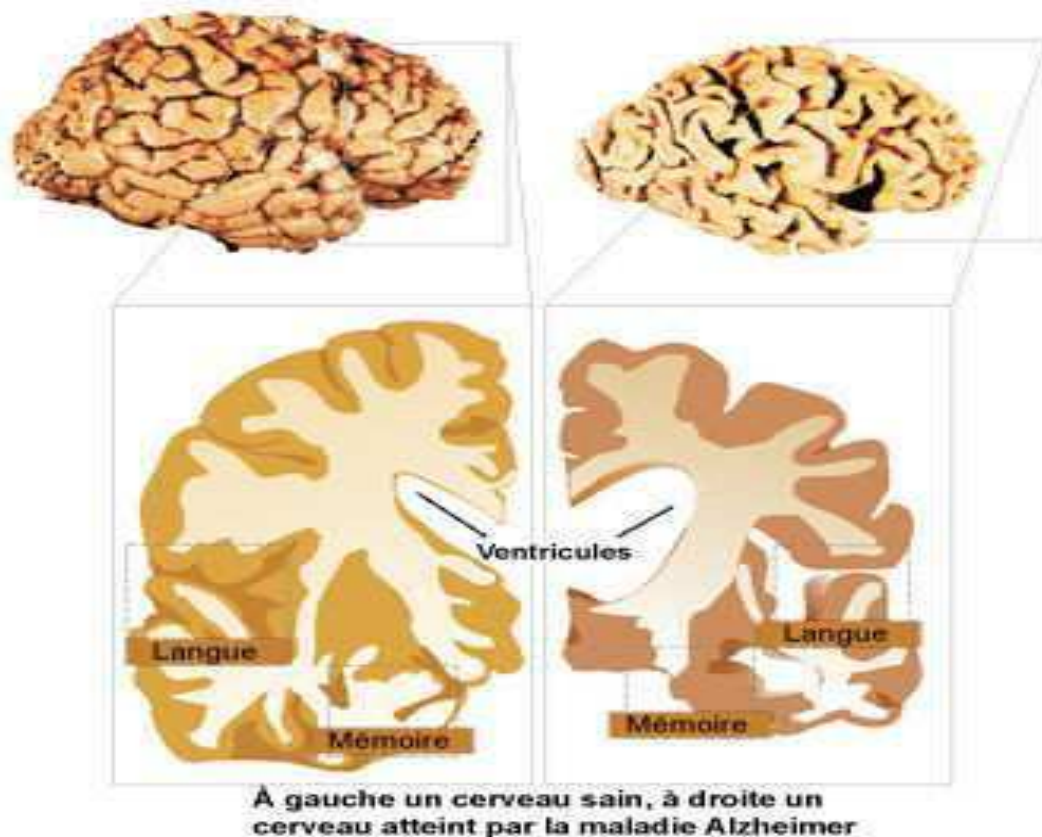 Ventricules
Langue
Langue
Mémoire
Mémoire
À gauche un cerveau sain, à droite un
cerveau atteint par la maladie Alzheimer